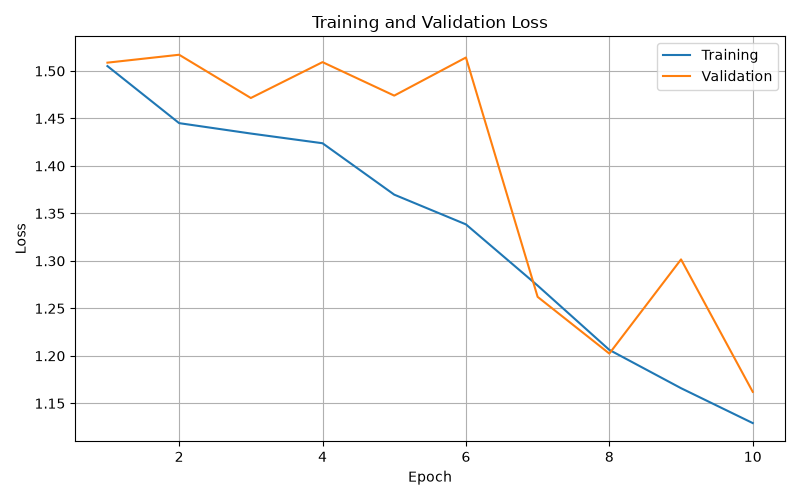 Training and Validation Loss
Training
Validation
Loss
1.50
1.45
1.40
1.35
1.30
1.25
1.20
1.15
2 4 6 8 10
Epoch